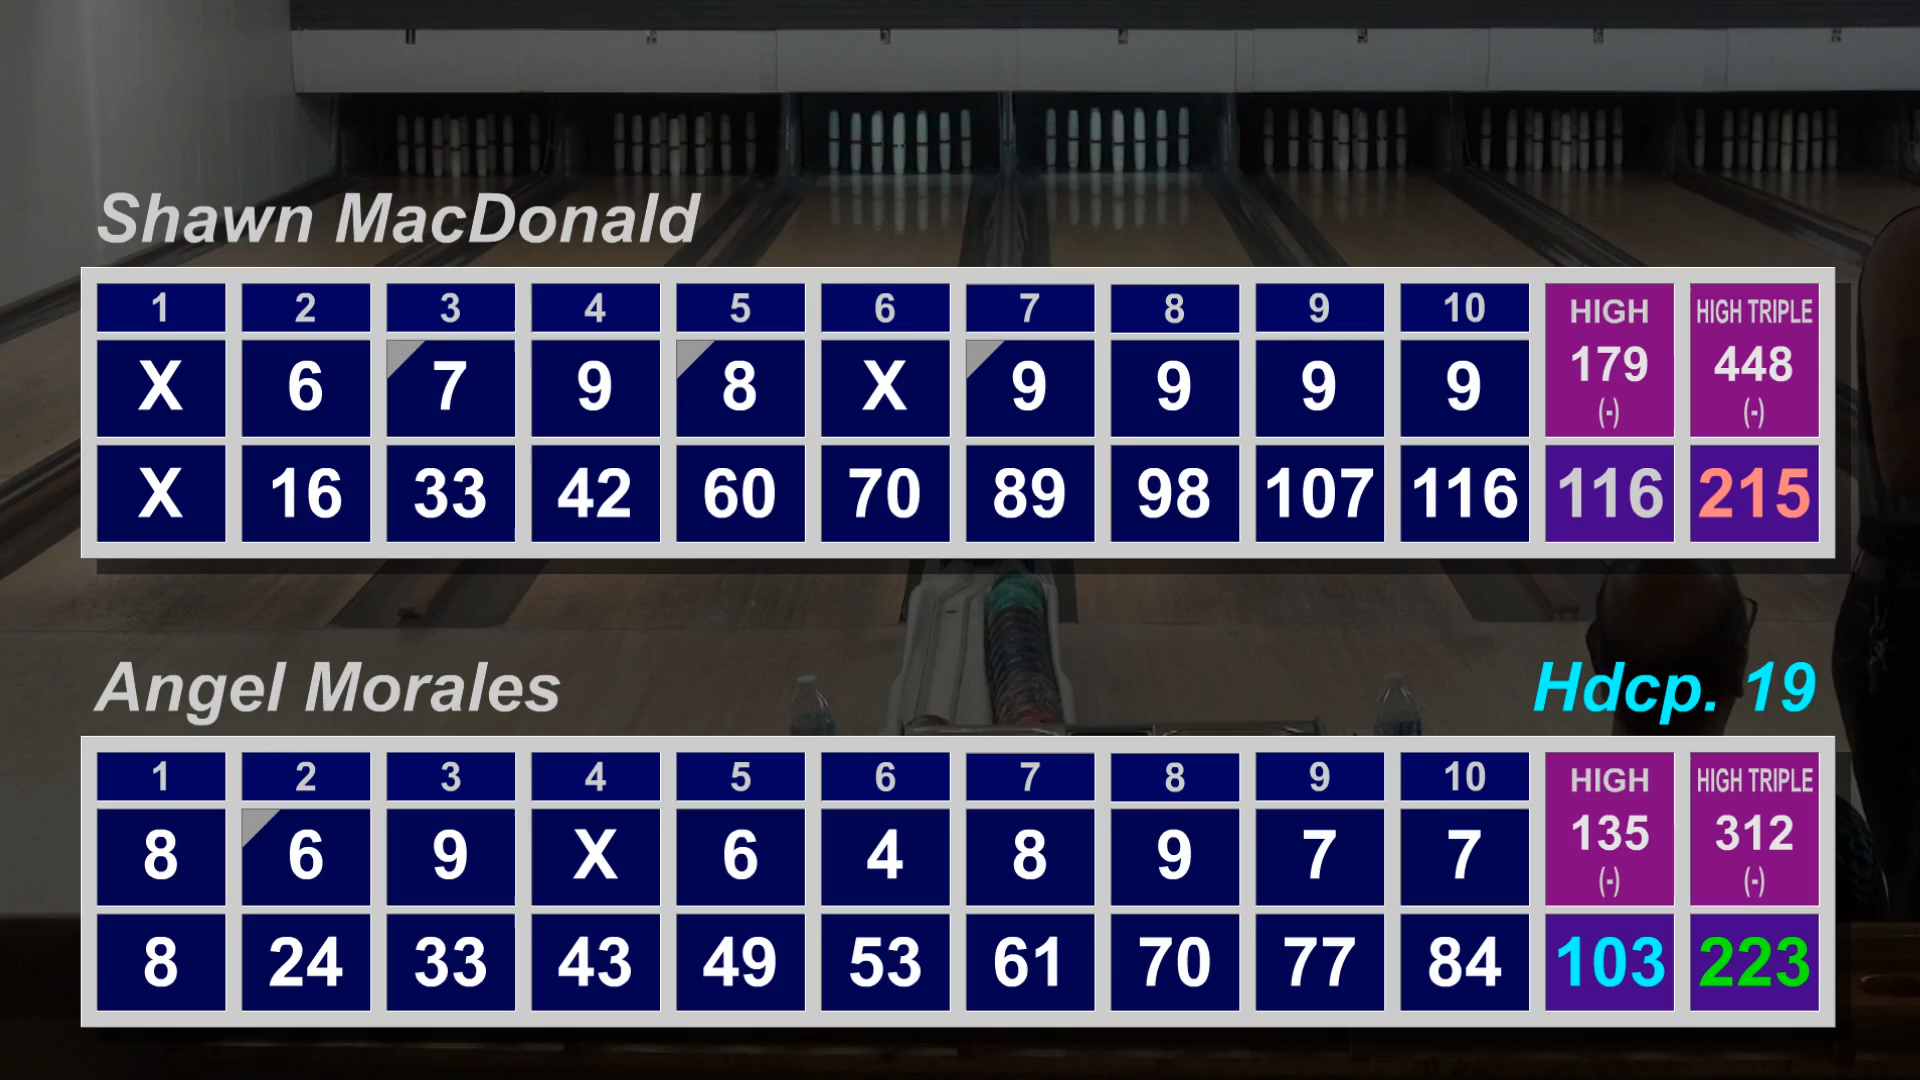 Shawn MacDonald
1 2 3 4 5 6 7 8 9 10 HIGH HIGH TRIPLE
X 6 7 9 8 X 9 9 9 9 179 448
(-) (-)
X 16 33 42 60 70 89 98 107 116 116 215
Angel Morales Hdcp. 19
1 2 3 4 5 6 7 8 9 10 HIGH HIGH TRIPLE
8 6 9 X 6 4 8 9 7 7 135 312
(-) (-)
8 24 33 43 49 53 61 70 77 84 103 223